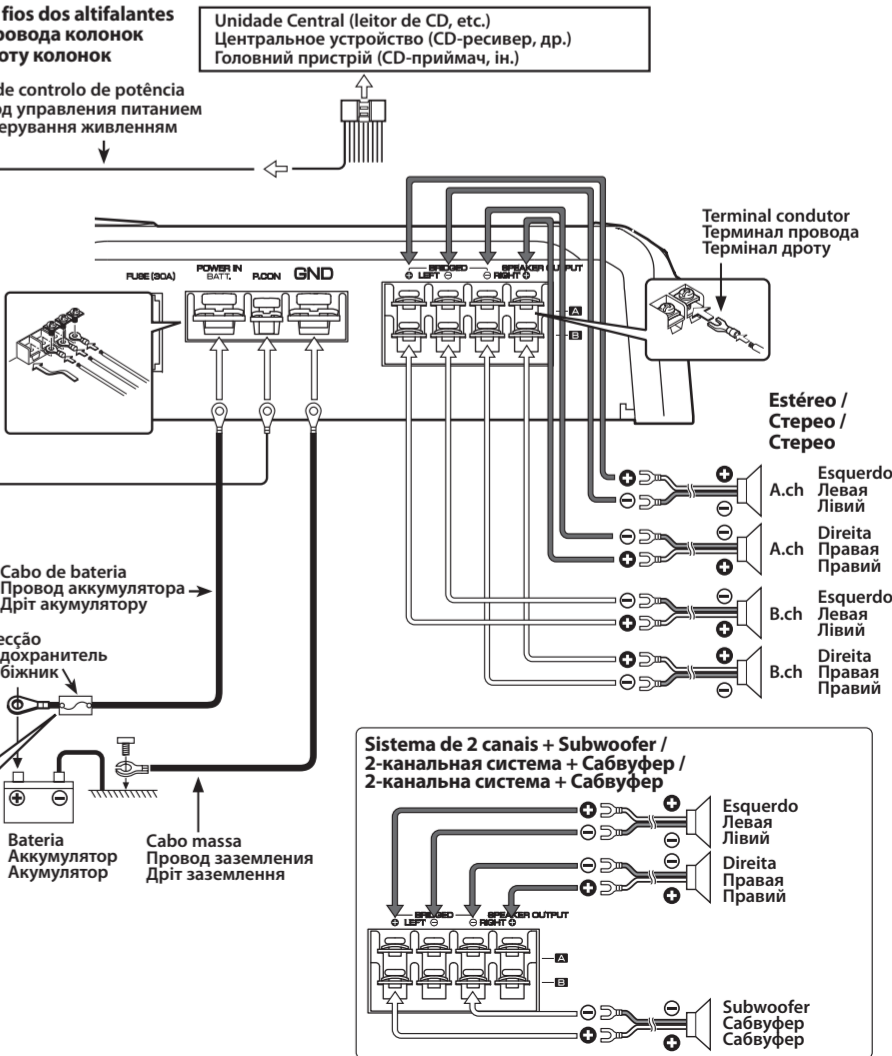 fios dos altifalantes
ровода колонок
оту колонок
Unidade Central (leitor de CD, etc.)
Центральное устройство (CD-ресивер, др.)
Головний пристрій (CD-приймач, ін.)
de controlo de potência
од управления питанием
ерування живленням
Terminal condutor
Терминал провода
Термінал дроту
FUSE (30A)
POWER IN
BATT.
P.CON
GND
BRIDGED
SPEAKER OUTPUT
⊕ LEFT ⊖
⊖ RIGHT ⊕
A
B
Estéreo /
Стерео /
Стерео
A.ch
Esquerdo
Левая
Лівий
A.ch
Direita
Правая
Правий
B.ch
Esquerdo
Левая
Лівий
B.ch
Direita
Правая
Правий
Cabo de bateria
Провод аккумулятора
Дріт акумулятору
ecção
дохранитель
біжник
Bateria
Аккумулятор
Акумулятор
Cabo massa
Провод заземления
Дріт заземлення
Sistema de 2 canais + Subwoofer /
2-канальная система + Сабвуфер /
2-канальна система + Сабвуфер
Esquerdo
Левая
Лівий
Direita
Правая
Правий
BRIDGED
SPEAKER OUTPUT
⊕ LEFT ⊖
⊖ RIGHT ⊕
A
B
Subwoofer
Сабвуфер
Сабвуфер